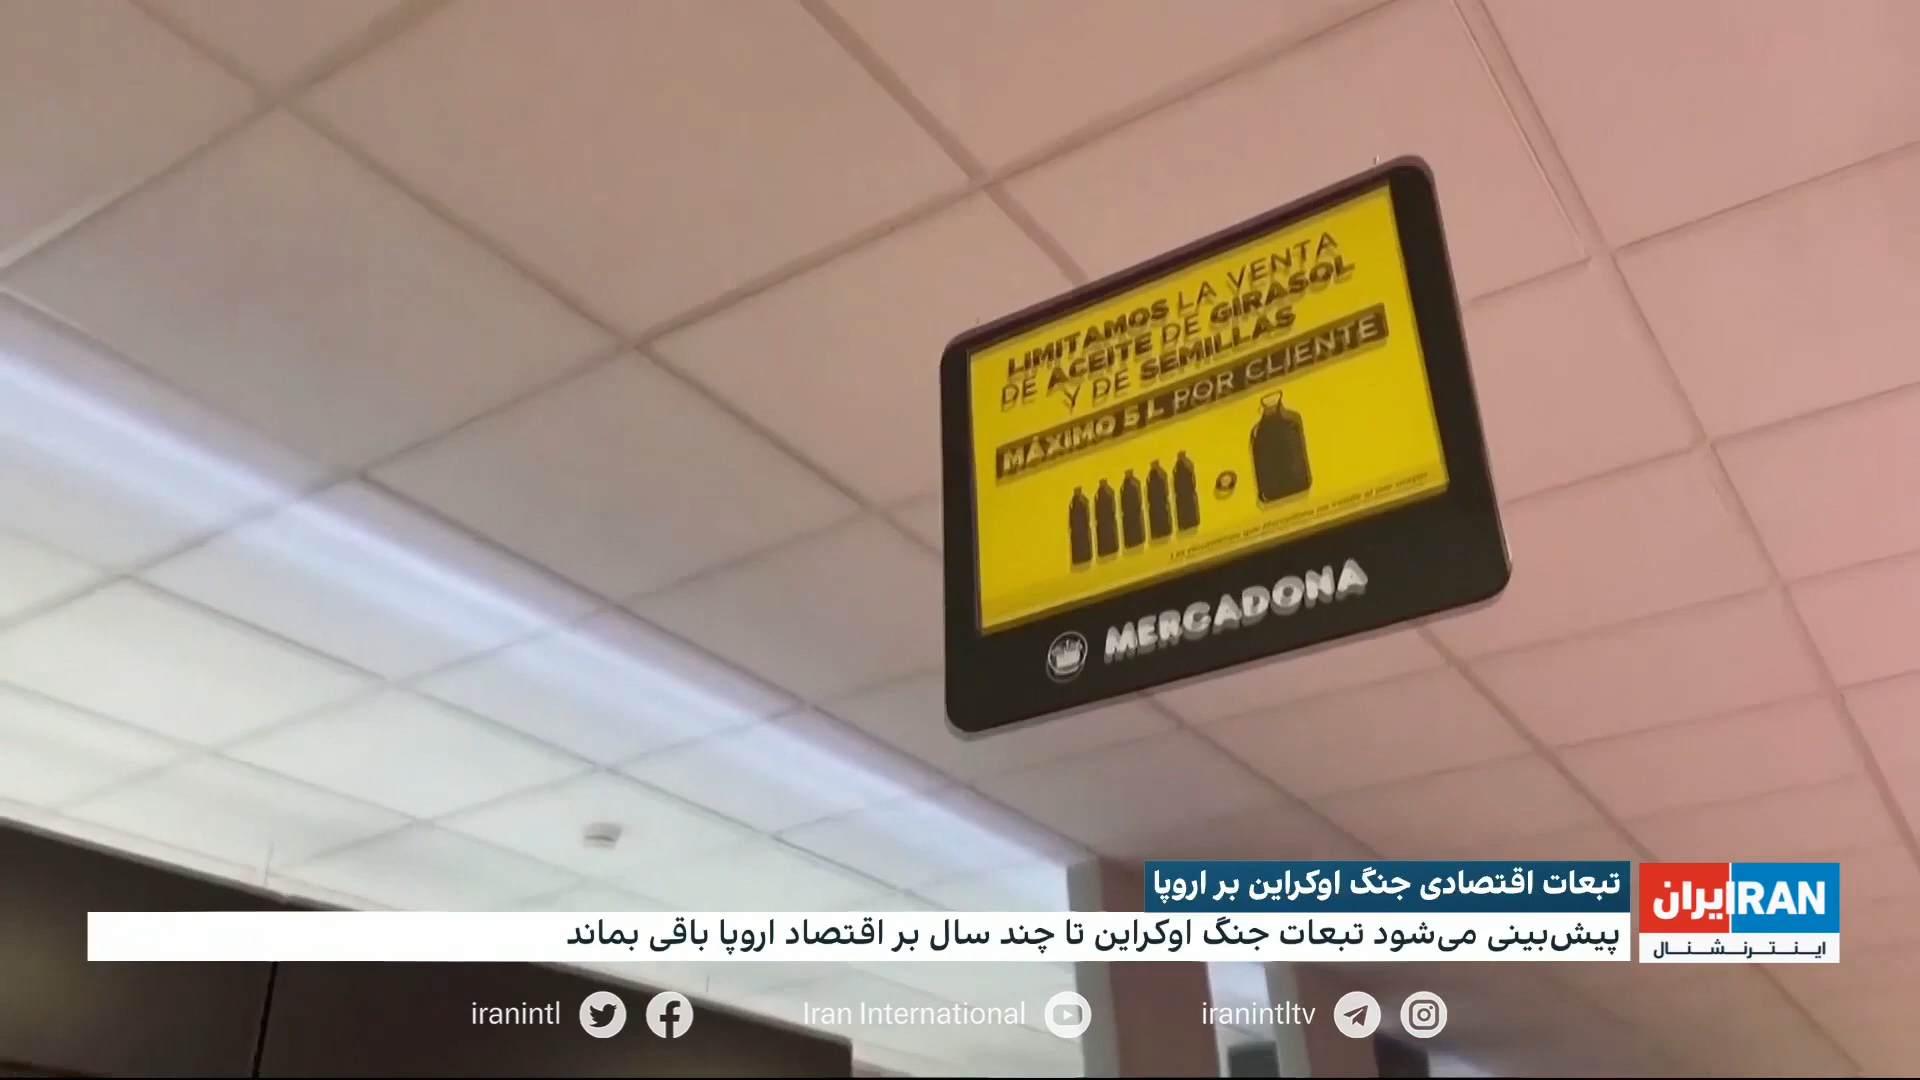 LIMITAMOS LA VENTA
DE ACEITE DE GIRASOL
Y DE SEMILLAS
MÁXIMO 5 L POR CLIENTE
o
MERCADONA
تبعات اقتصادی جنگ اوکراین بر اروپا
پیش‌بینی می‌شود تبعات جنگ اوکراین تا چند سال بر اقتصاد اروپا باقی بماند
ایران IRAN
اینترنشنال
iranintl
Iran International
iranintltv